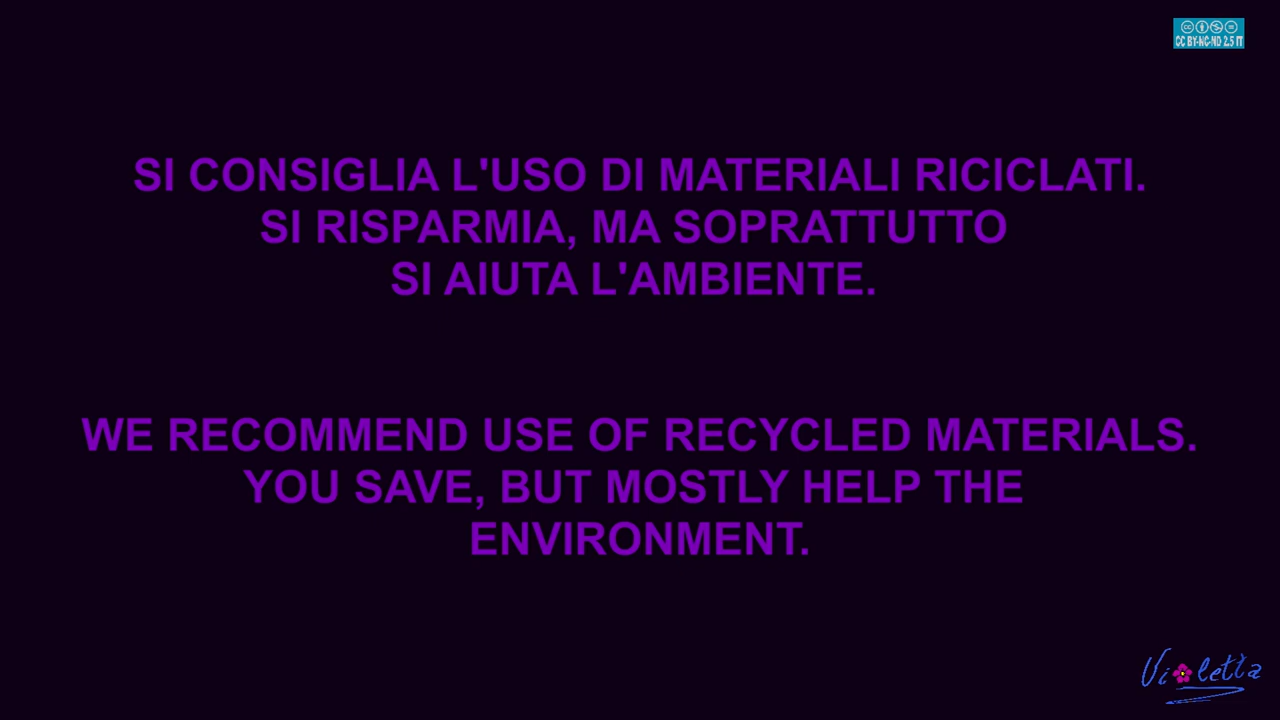 CC BY-NC-ND 2.5 IT
SI CONSIGLIA L'USO DI MATERIALI RICICLATI.
SI RISPARMIA, MA SOPRATTUTTO
SI AIUTA L'AMBIENTE.
WE RECOMMEND USE OF RECYCLED MATERIALS.
YOU SAVE, BUT MOSTLY HELP THE
ENVIRONMENT.
Violetta